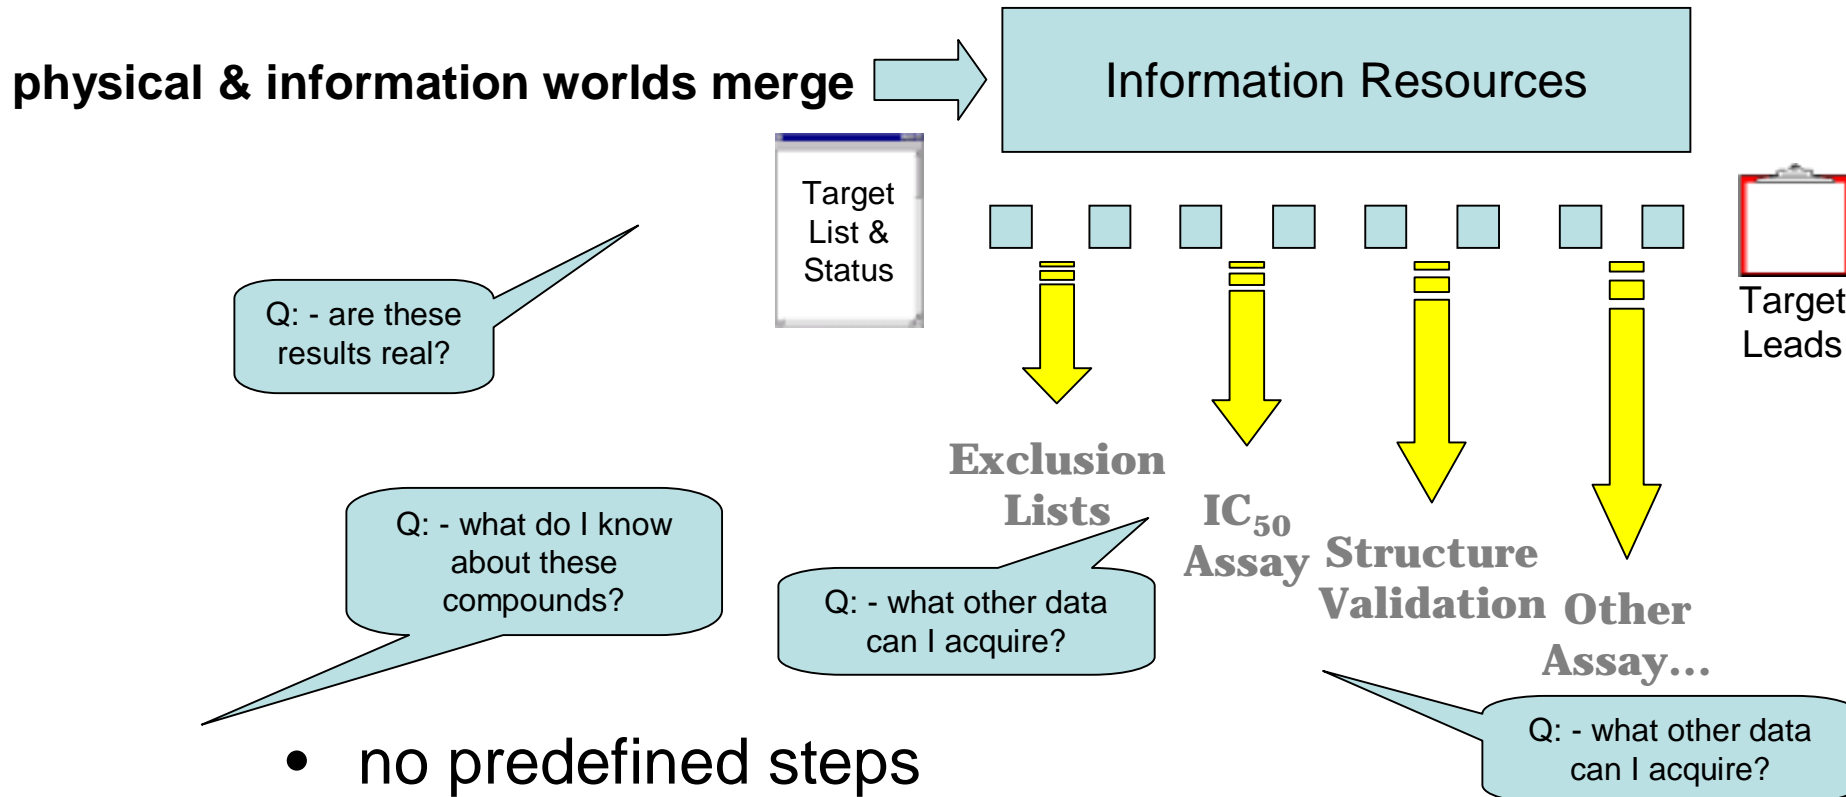 physical & information worlds merge
Information Resources
Target
List &
Status
Target
Leads
Q: - are these
results real?
Exclusion
Lists
IC50
Assay
Structure
Validation
Other
Assay...
Q: - what do I know
about these
compounds?
Q: - what other data
can I acquire?
Q: - what other data
can I acquire?
• no predefined steps